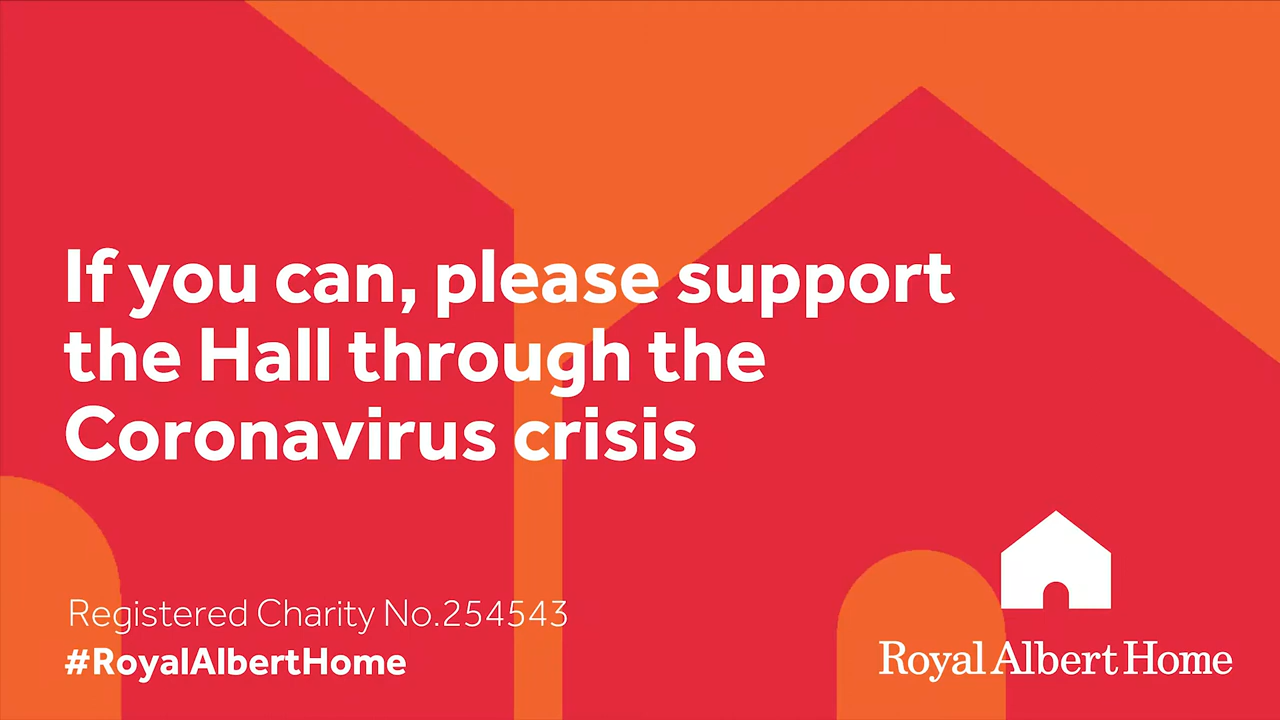 If you can, please support
the Hall through the
Coronavirus crisis
Registered Charity No.254543
#RoyalAlbertHome
Royal Albert Home